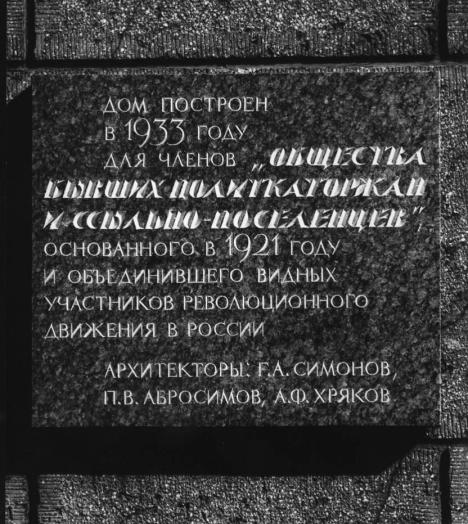 ДОМ ПОСТРОЕН
В 1933 ГОДУ
ДЛЯ ЧЛЕНОВ „ОБЩЕСТВА
БЫВШИХ ПОЛИТКАТОРЖАН
И ССЫЛЬНО-ПОСЕЛЕНЦЕВ",
ОСНОВАННОГО В 1921 ГОДУ
И ОБЪЕДИНИВШЕГО ВИДНЫХ
УЧАСТНИКОВ РЕВОЛЮЦИОННОГО
ДВИЖЕНИЯ В РОССИИ
АРХИТЕКТОРЫ: Г.А. СИМОНОВ,
П.В. АБРОСИМОВ, А.Ф. ХРЯКОВ